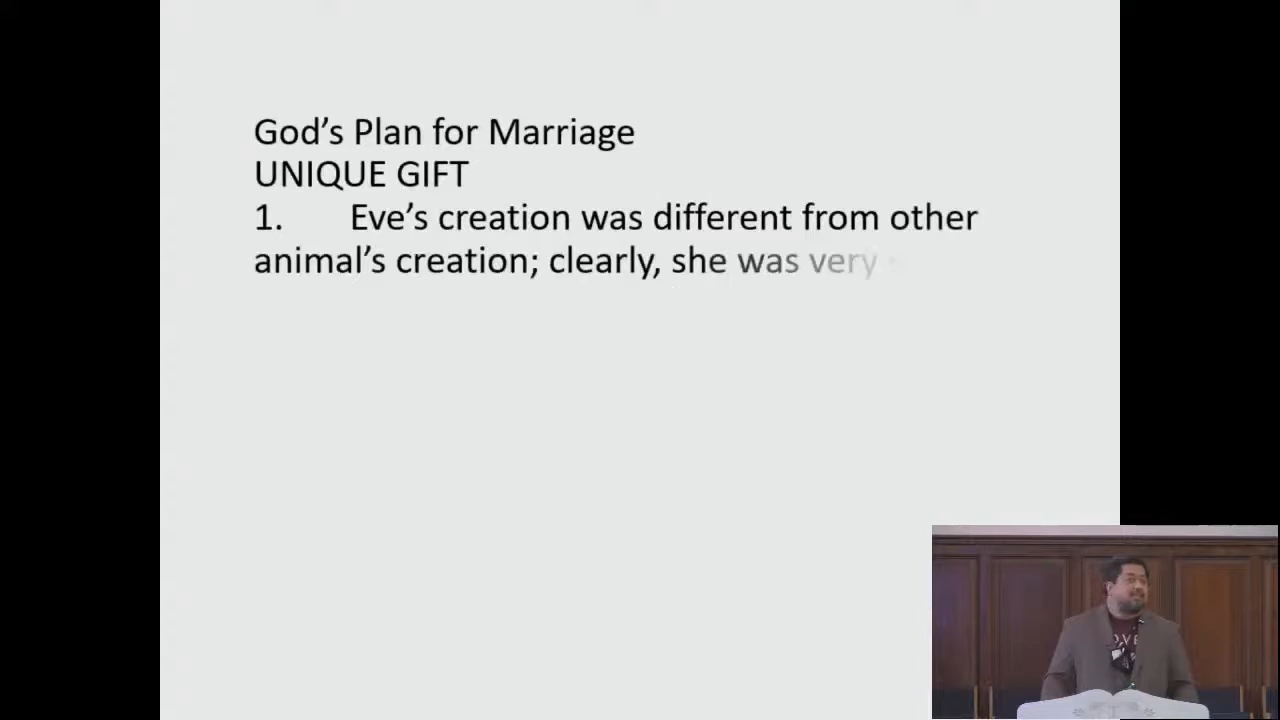 God’s Plan for Marriage
UNIQUE GIFT
1. Eve’s creation was different from other
animal’s creation; clearly, she was very